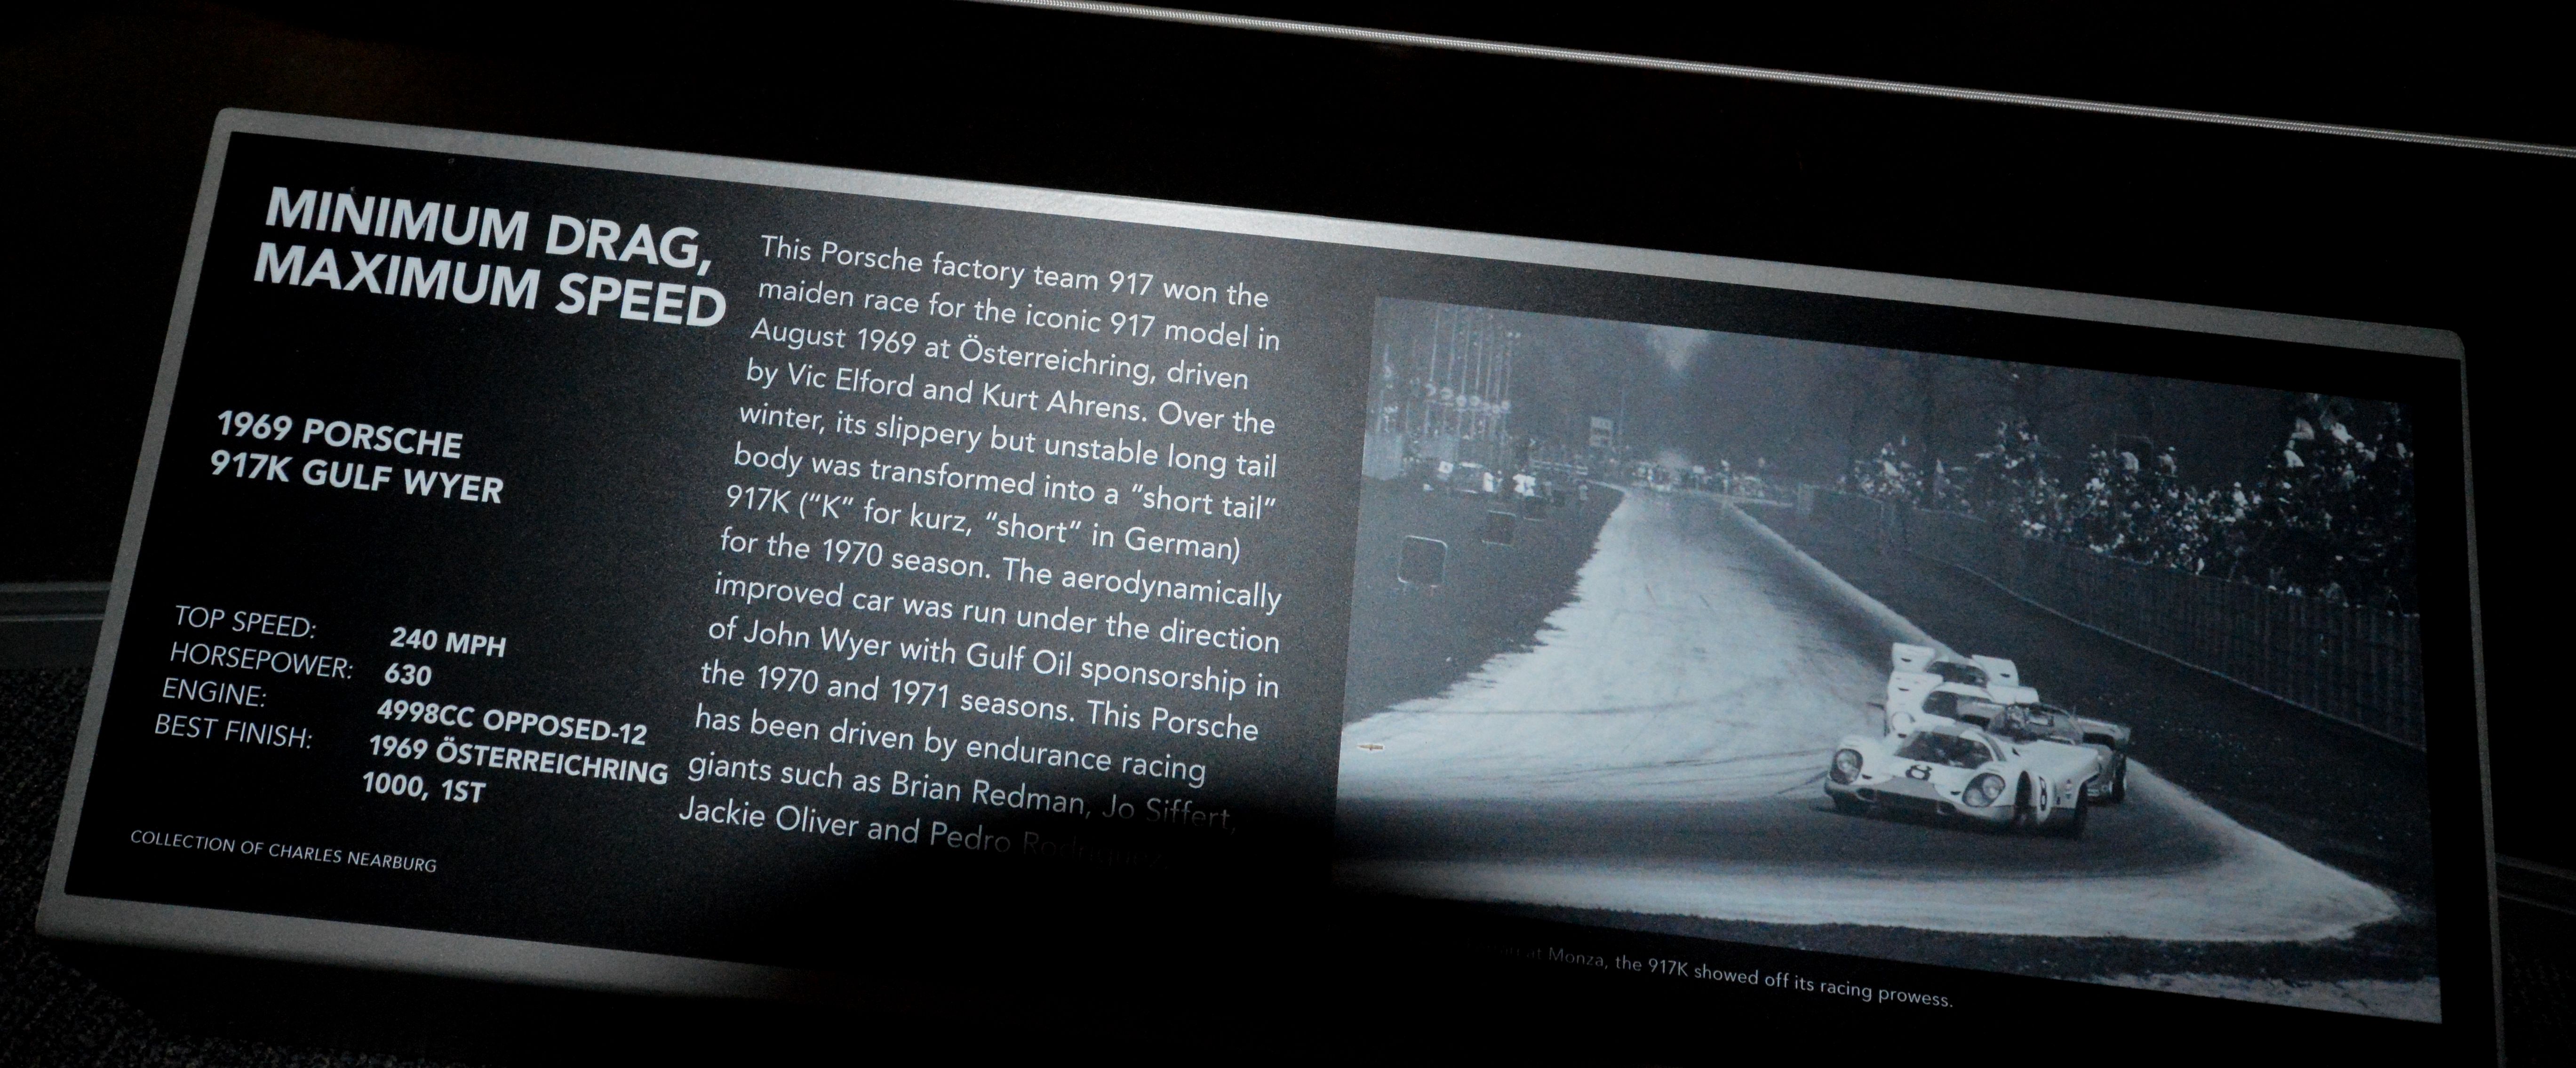 MINIMUM DRAG,
MAXIMUM SPEED
1969 PORSCHE
917K GULF WYER
TOP SPEED: 240 MPH
HORSEPOWER: 630
ENGINE: 4998CC OPPOSED-12
BEST FINISH: 1969 ÖSTERREICHRING
1000, 1ST
COLLECTION OF CHARLES NEARBURG
This Porsche factory team 917 won the
maiden race for the iconic 917 model in
August 1969 at Österreichring, driven
by Vic Elford and Kurt Ahrens. Over the
winter, its slippery but unstable long tail
body was transformed into a “short tail”
917K (“K” for kurz, “short” in German)
for the 1970 season. The aerodynamically
improved car was run under the direction
of John Wyer with Gulf Oil sponsorship in
the 1970 and 1971 seasons. This Porsche
has been driven by endurance racing
giants such as Brian Redman, Jo Siffert,
Jackie Oliver and Pedro Rodriguez.
8
8
at Monza, the 917K showed off its racing prowess.